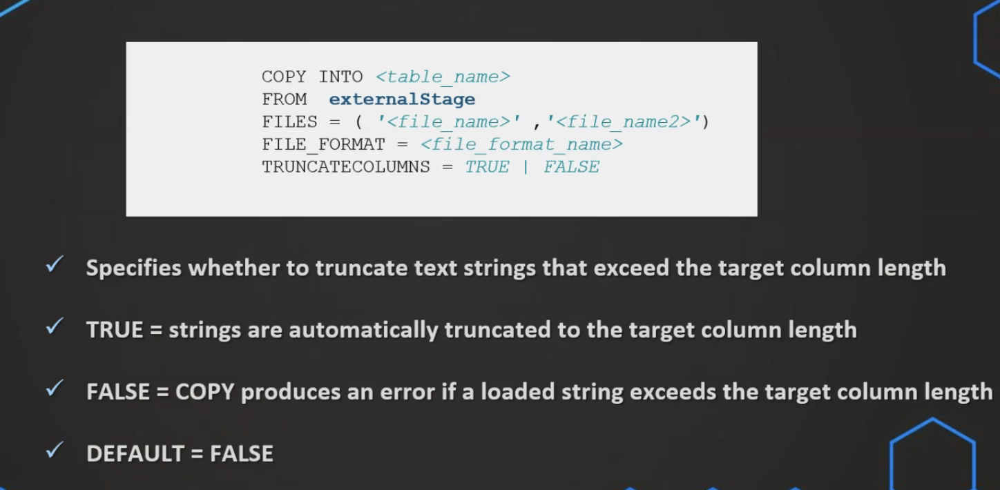 COPY INTO <table_name>
FROM externalStage
FILES = ( '<file_name>' ,'<file_name2>')
FILE_FORMAT = <file_format_name>
TRUNCATECOLUMNS = TRUE | FALSE
✓ Specifies whether to truncate text strings that exceed the target column length
✓ TRUE = strings are automatically truncated to the target column length
✓ FALSE = COPY produces an error if a loaded string exceeds the target column length
✓ DEFAULT = FALSE